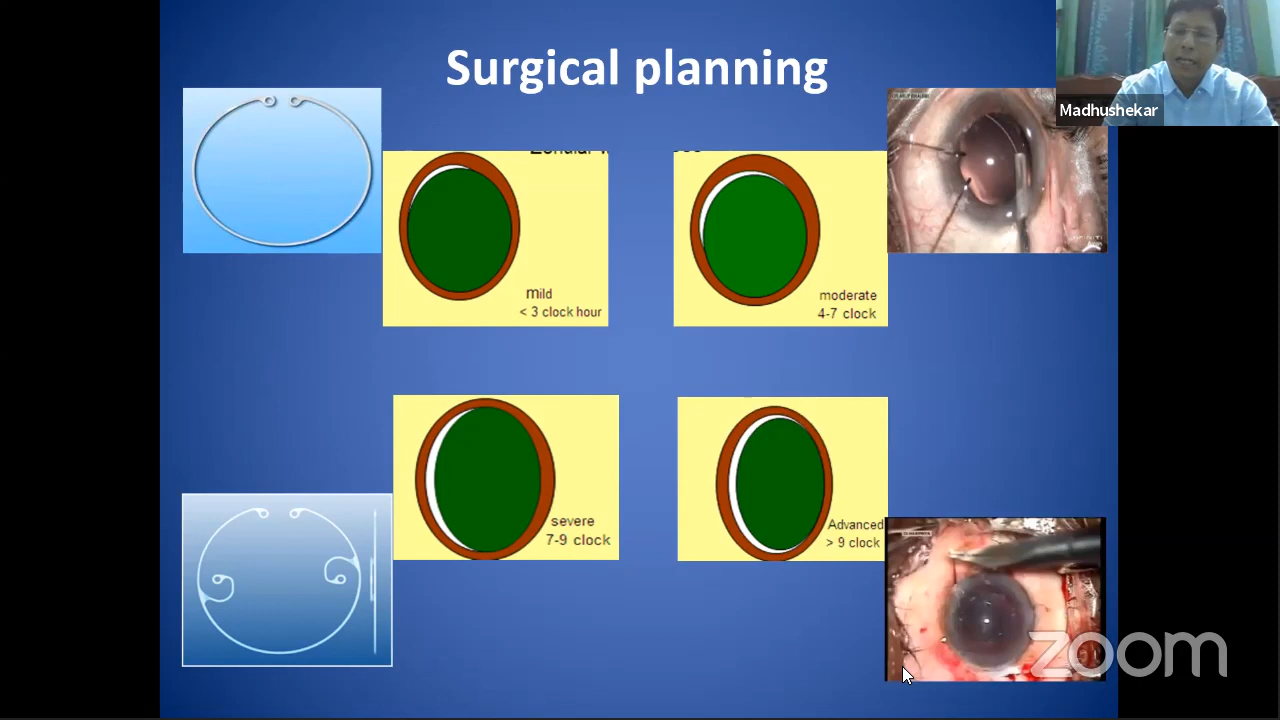 Surgical planning
Madhushekar
mild
< 3 clock hour
moderate
4-7 clock
severe
7-9 clock
Advanced
> 9 clock
zoom